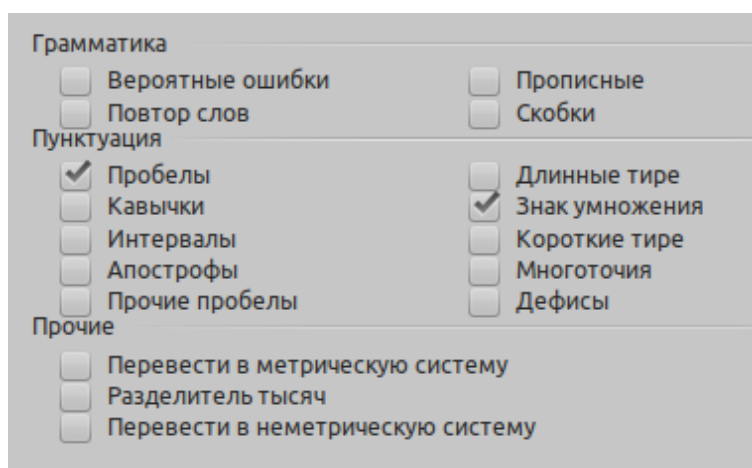 Грамматика
Вероятные ошибки Прописные
Повтор слов Скобки
Пунктуация
Пробелы Длинные тире
Кавычки Знак умножения
Интервалы Короткие тире
Апострофы Многоточия
Прочие пробелы Дефисы
Прочие
Перевести в метрическую систему
Разделитель тысяч
Перевести в неметрическую систему